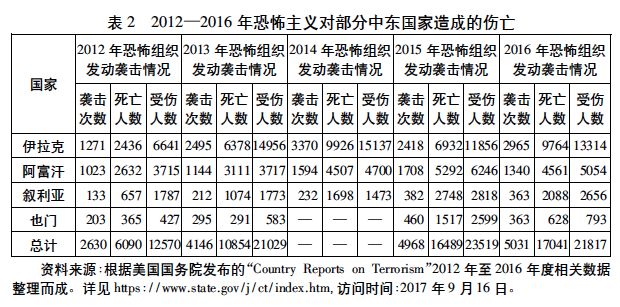 表 2 2012—2016 年恐怖主义对部分中东国家造成的伤亡
国家 2012 年恐怖组织发动袭击情况 2013 年恐怖组织发动袭击情况 2014 年恐怖组织发动袭击情况 2015 年恐怖组织发动袭击情况 2016 年恐怖组织发动袭击情况
袭击次数 死亡人数 受伤人数 袭击次数 死亡人数 受伤人数 袭击次数 死亡人数 受伤人数 袭击次数 死亡人数 受伤人数 袭击次数 死亡人数 受伤人数
伊拉克 1271 2436 6641 2495 6378 14956 3370 9926 15137 2418 6932 11856 2965 9764 13314
阿富汗 1023 2632 3715 1144 3111 3717 1594 4507 4700 1708 5292 6246 1340 4561 5054
叙利亚 133 657 1787 212 1074 1773 232 1698 1473 382 2748 2818 363 2088 2656
也门 203 365 427 295 291 583 — — — 460 1517 2599 363 628 793
总计 2630 6090 12570 4146 10854 21029 — — — 4968 16489 23519 5031 17041 21817
资料来源:根据美国国务院发布的“Country Reports on Terrorism”2012 年至 2016 年度相关数据
整理而成。详见 https://www.state.gov/j/ct/index.htm,访问时间:2017 年 9 月 16 日。